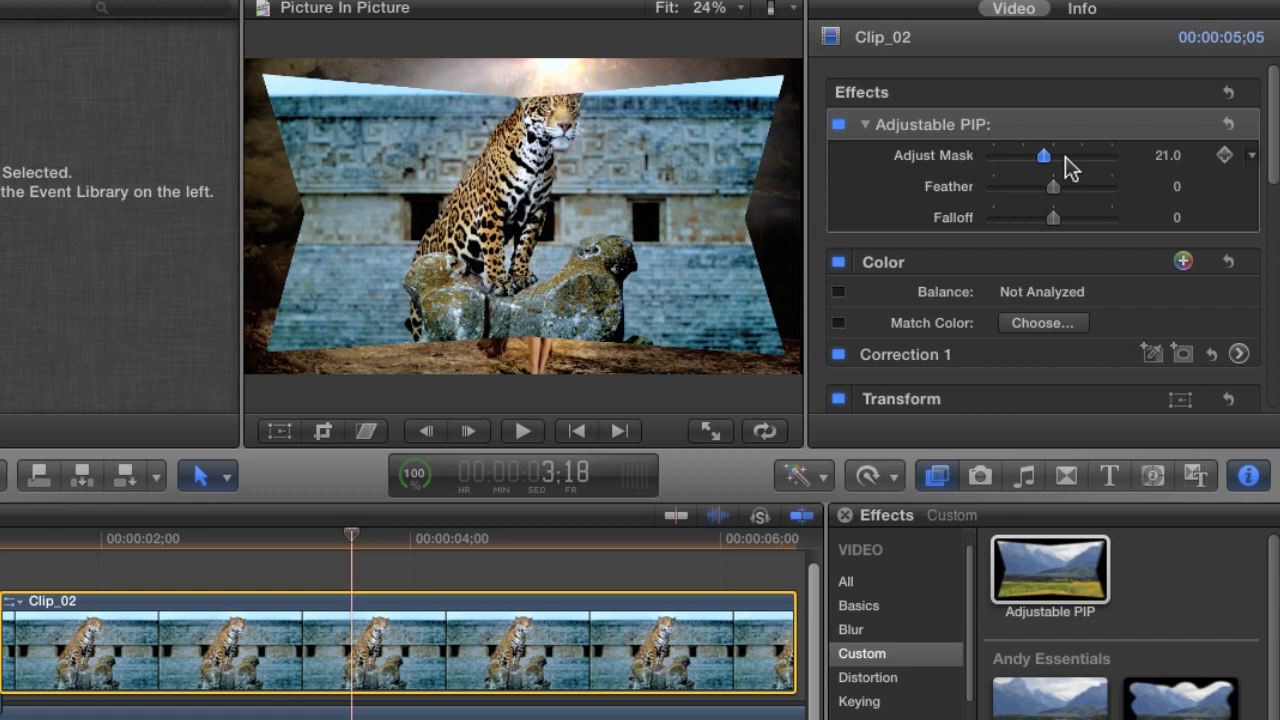 Picture In Picture
Fit: 24%
Video
Info
Clip_02
00:00:05;05
Selected.
the Event Library on the left.
Effects
Adjustable PIP:
Adjust Mask
21.0
Feather
0
Falloff
0
Color
Balance:
Not Analyzed
Match Color:
Choose...
Correction 1
Transform
100
%
00:00:03;18
HR
MIN
SEC
FR
00:00:02;00
00:00:04;00
00:00:06;00
Clip_02
Effects
Custom
VIDEO
All
Basics
Blur
Custom
Distortion
Keying
Adjustable PIP
Andy Essentials